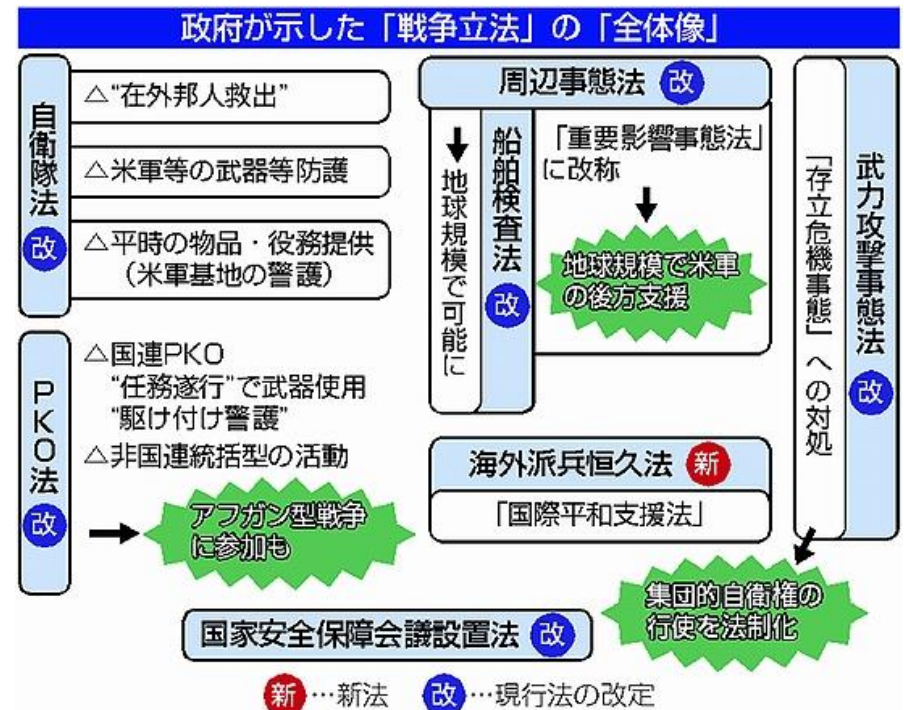 政府が示した「戦争立法」の「全体像」
自衛隊法 改
△“在外邦人救出”
△米軍等の武器等防護
△平時の物品・役務提供
（米軍基地の警護）
PKO法 改
△国連PKO
“任務遂行”で武器使用
“駆け付け警護”
△非国連統括型の活動
アフガン型戦争
に参加も
周辺事態法 改
「重要影響事態法」
に改称
地球規模で米軍
の後方支援
船舶検査法 改
地球規模で可能に
海外派兵恒久法 新
「国際平和支援法」
武力攻撃事態法 改
「存立危機事態」への対処
集団的自衛権の
行使を法制化
国家安全保障会議設置法 改
新…新法 改…現行法の改定